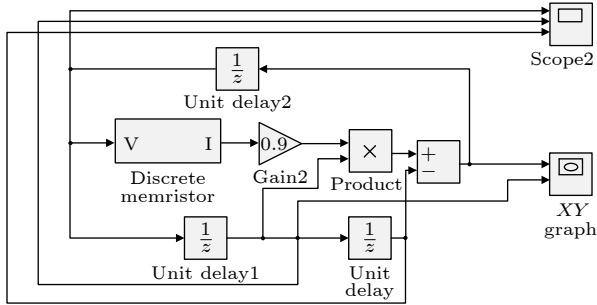 Scope2
1
z
Unit delay2
V I
0.9
×
+
−
Discrete
memristor
Gain2
Product
XY
graph
1
z
Unit delay1
1
z
Unit
delay